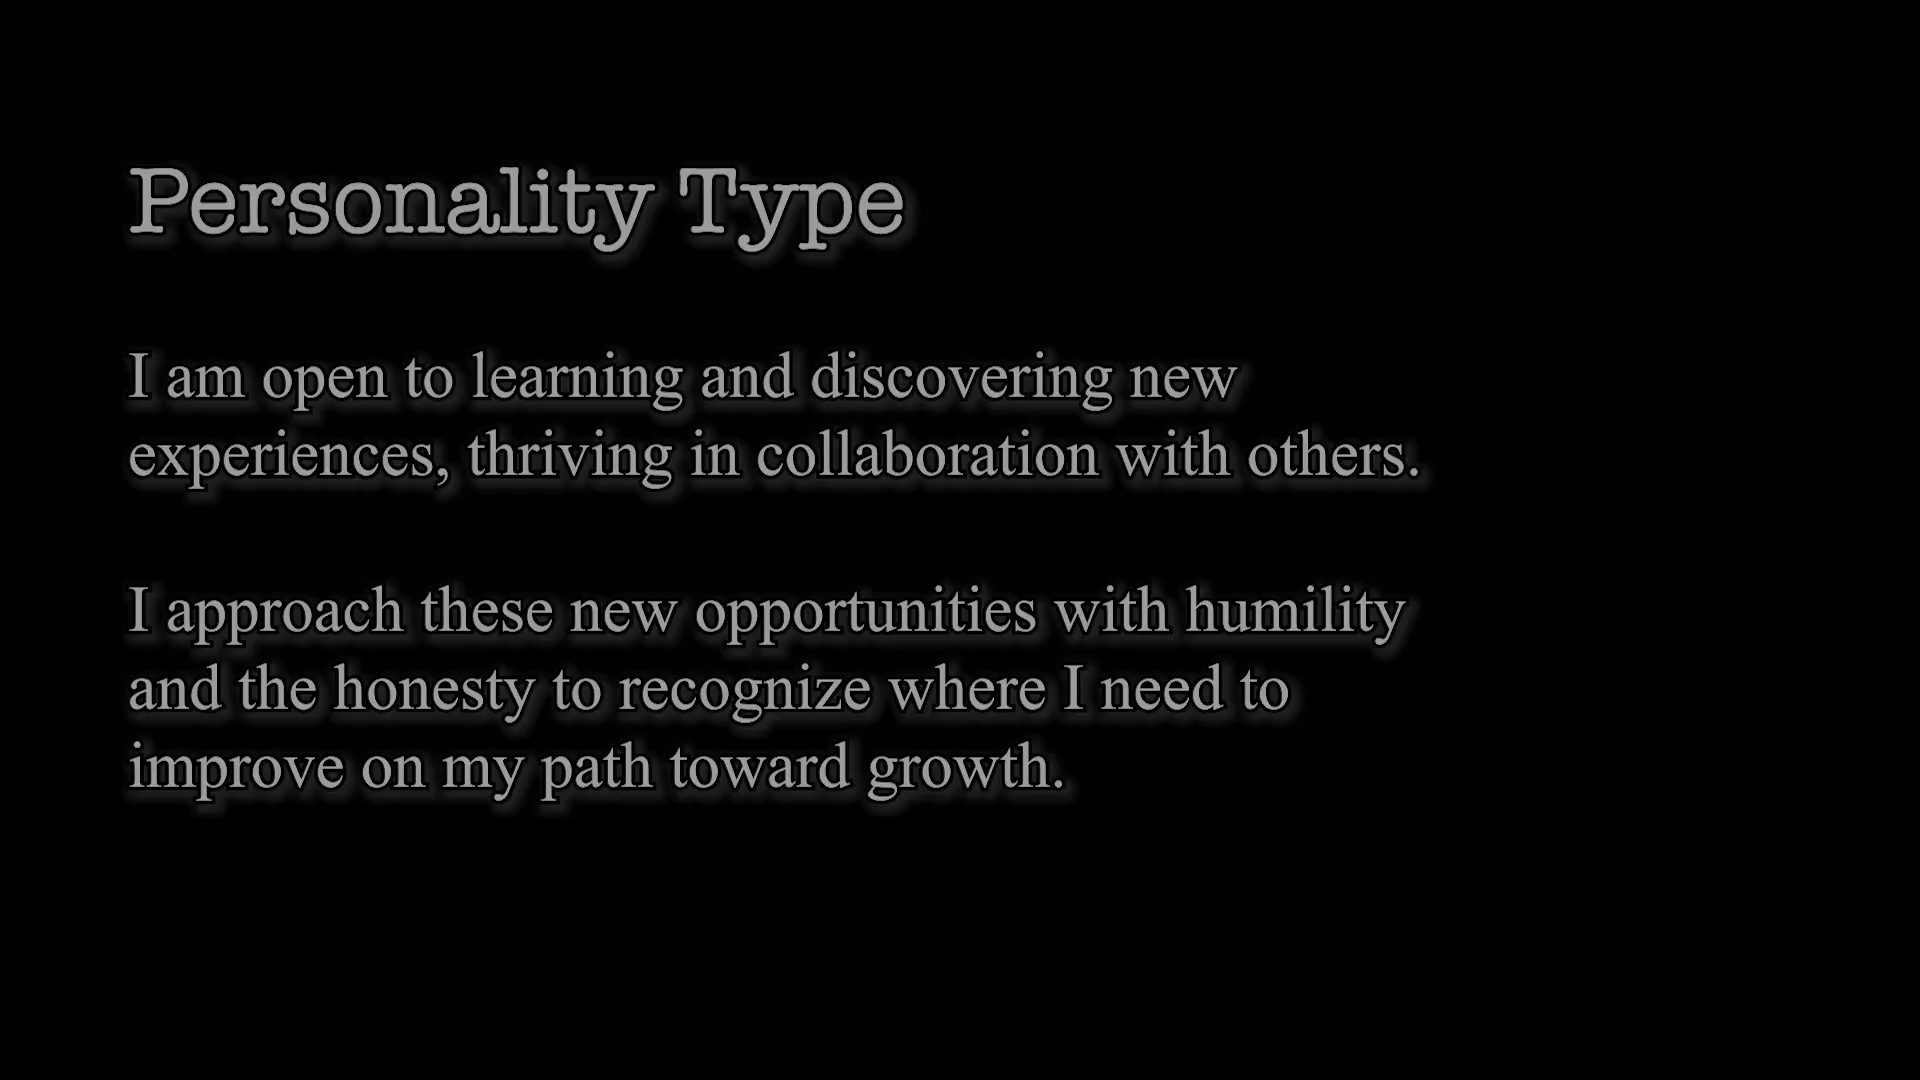 Personality Type
I am open to learning and discovering new
experiences, thriving in collaboration with others.
I approach these new opportunities with humility
and the honesty to recognize where I need to
improve on my path toward growth.